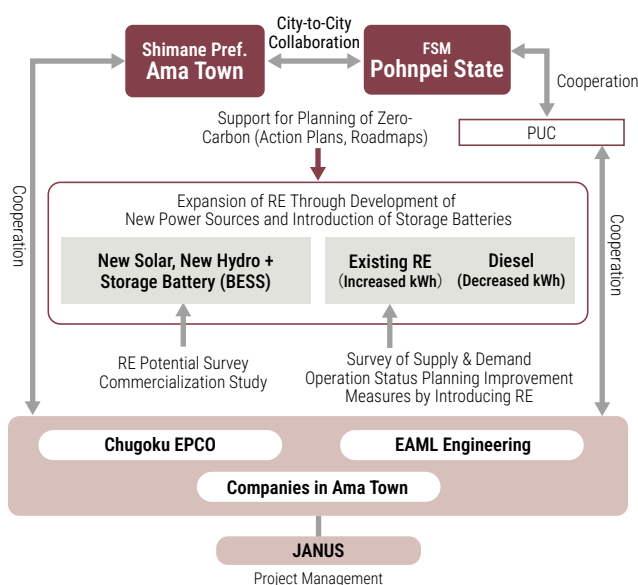 City-to-City
Collaboration
Shimane Pref.
Ama Town
FSM
Pohnpei State
Cooperation
PUC
Support for Planning of Zero-
Carbon (Action Plans, Roadmaps)
Cooperation
Cooperation
Expansion of RE Through Development of
New Power Sources and Introduction of Storage Batteries
New Solar, New Hydro +
Storage Battery (BESS)
Existing RE
(Increased kWh)
Diesel
(Decreased kWh)
RE Potential Survey
Commercialization Study
Survey of Supply & Demand
Operation Status Planning Improvement
Measures by Introducing RE
Chugoku EPCO
EAML Engineering
Companies in Ama Town
JANUS
Project Management